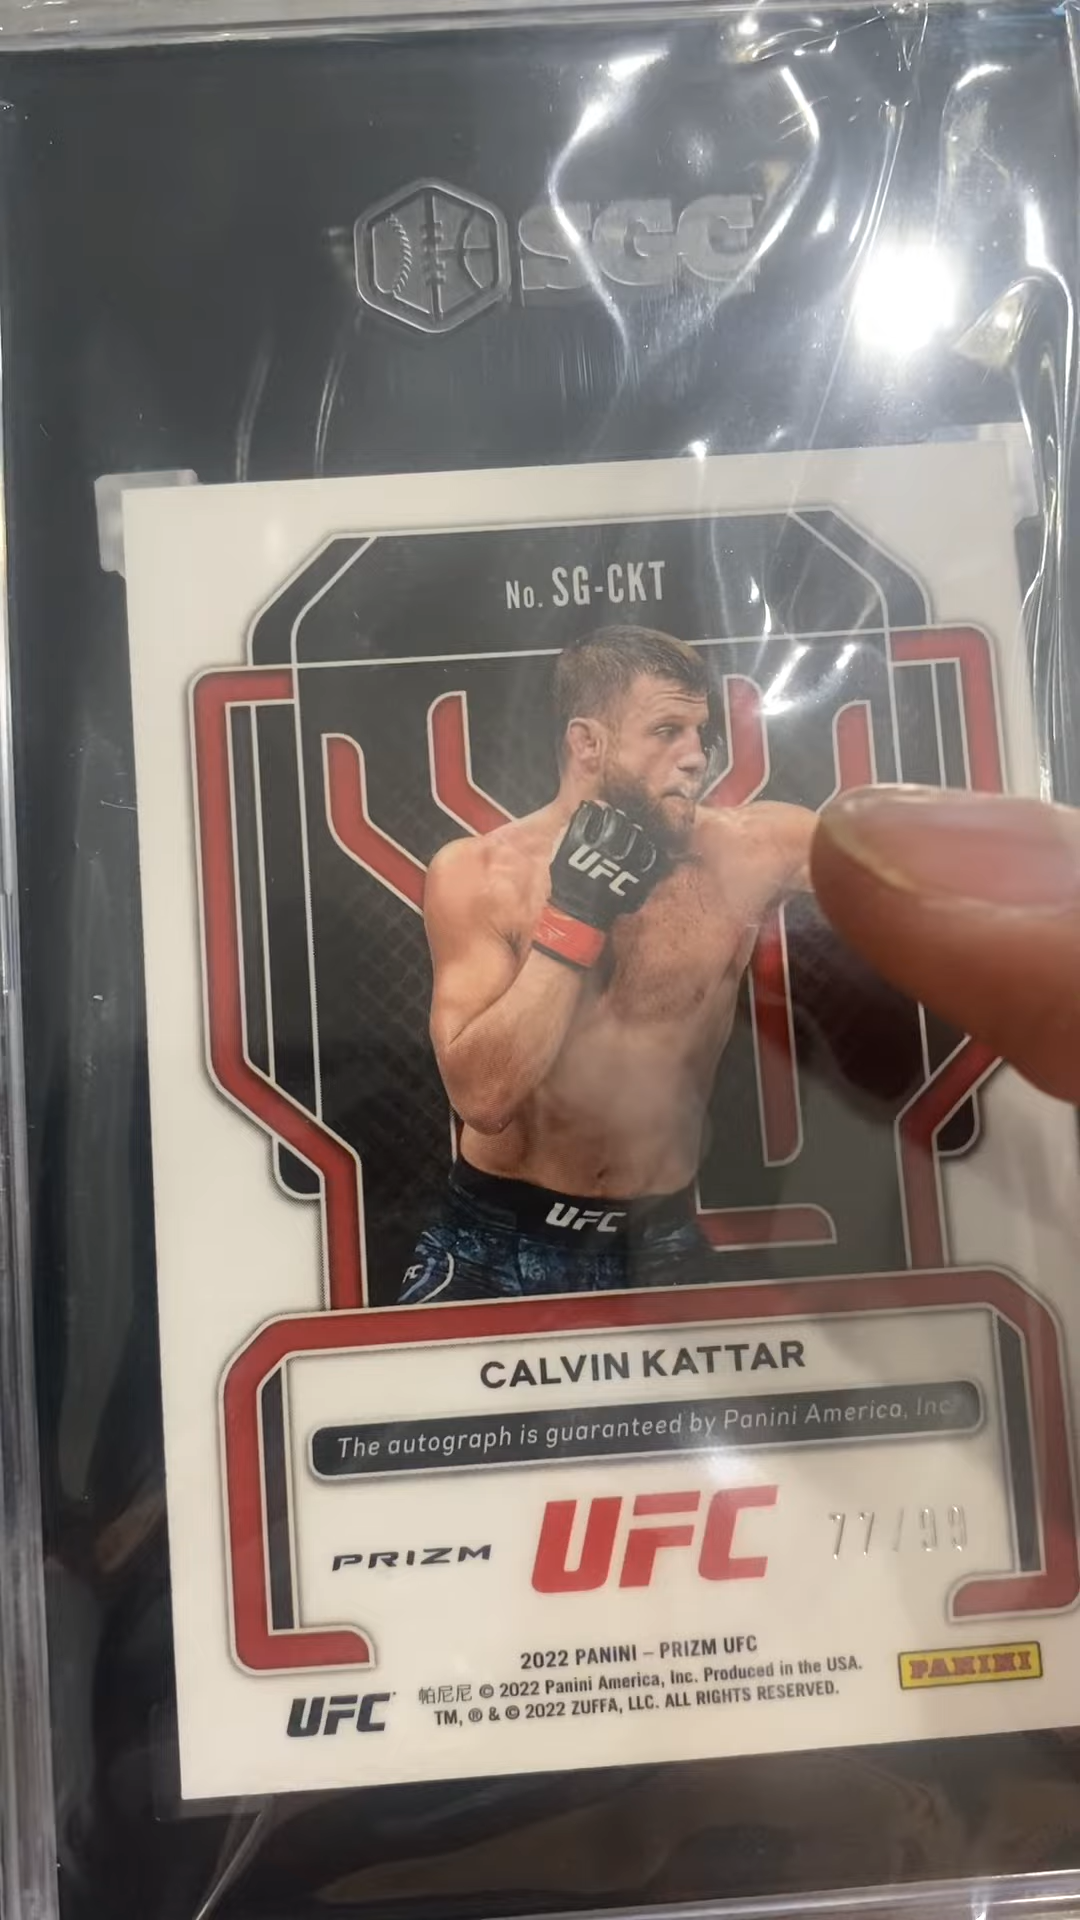 SGC
No. SG-CKT
UFC
UFC
FC
CALVIN KATTAR
The autograph is guaranteed by Panini America, Inc
PRIZM UFC 77/99
2022 PANINI – PRIZM UFC
帕尼尼 © 2022 Panini America, Inc. Produced in the USA.
TM, ® & © 2022 ZUFFA, LLC. ALL RIGHTS RESERVED.
UFC
PANINI